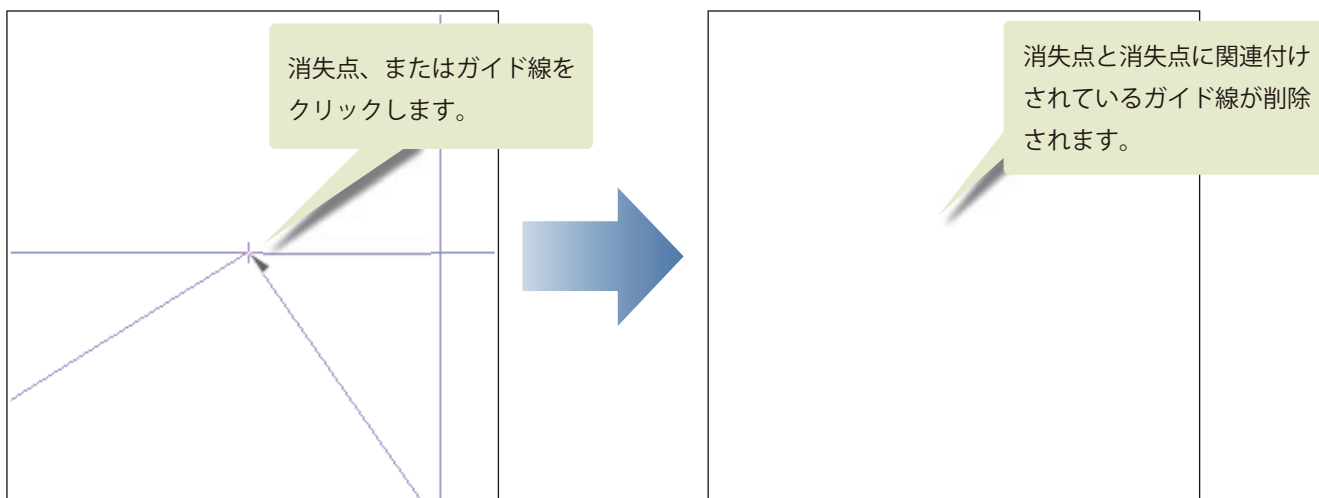 消失点、またはガイド線を
クリックします。
消失点と消失点に関連付け
されているガイド線が削除
されます。